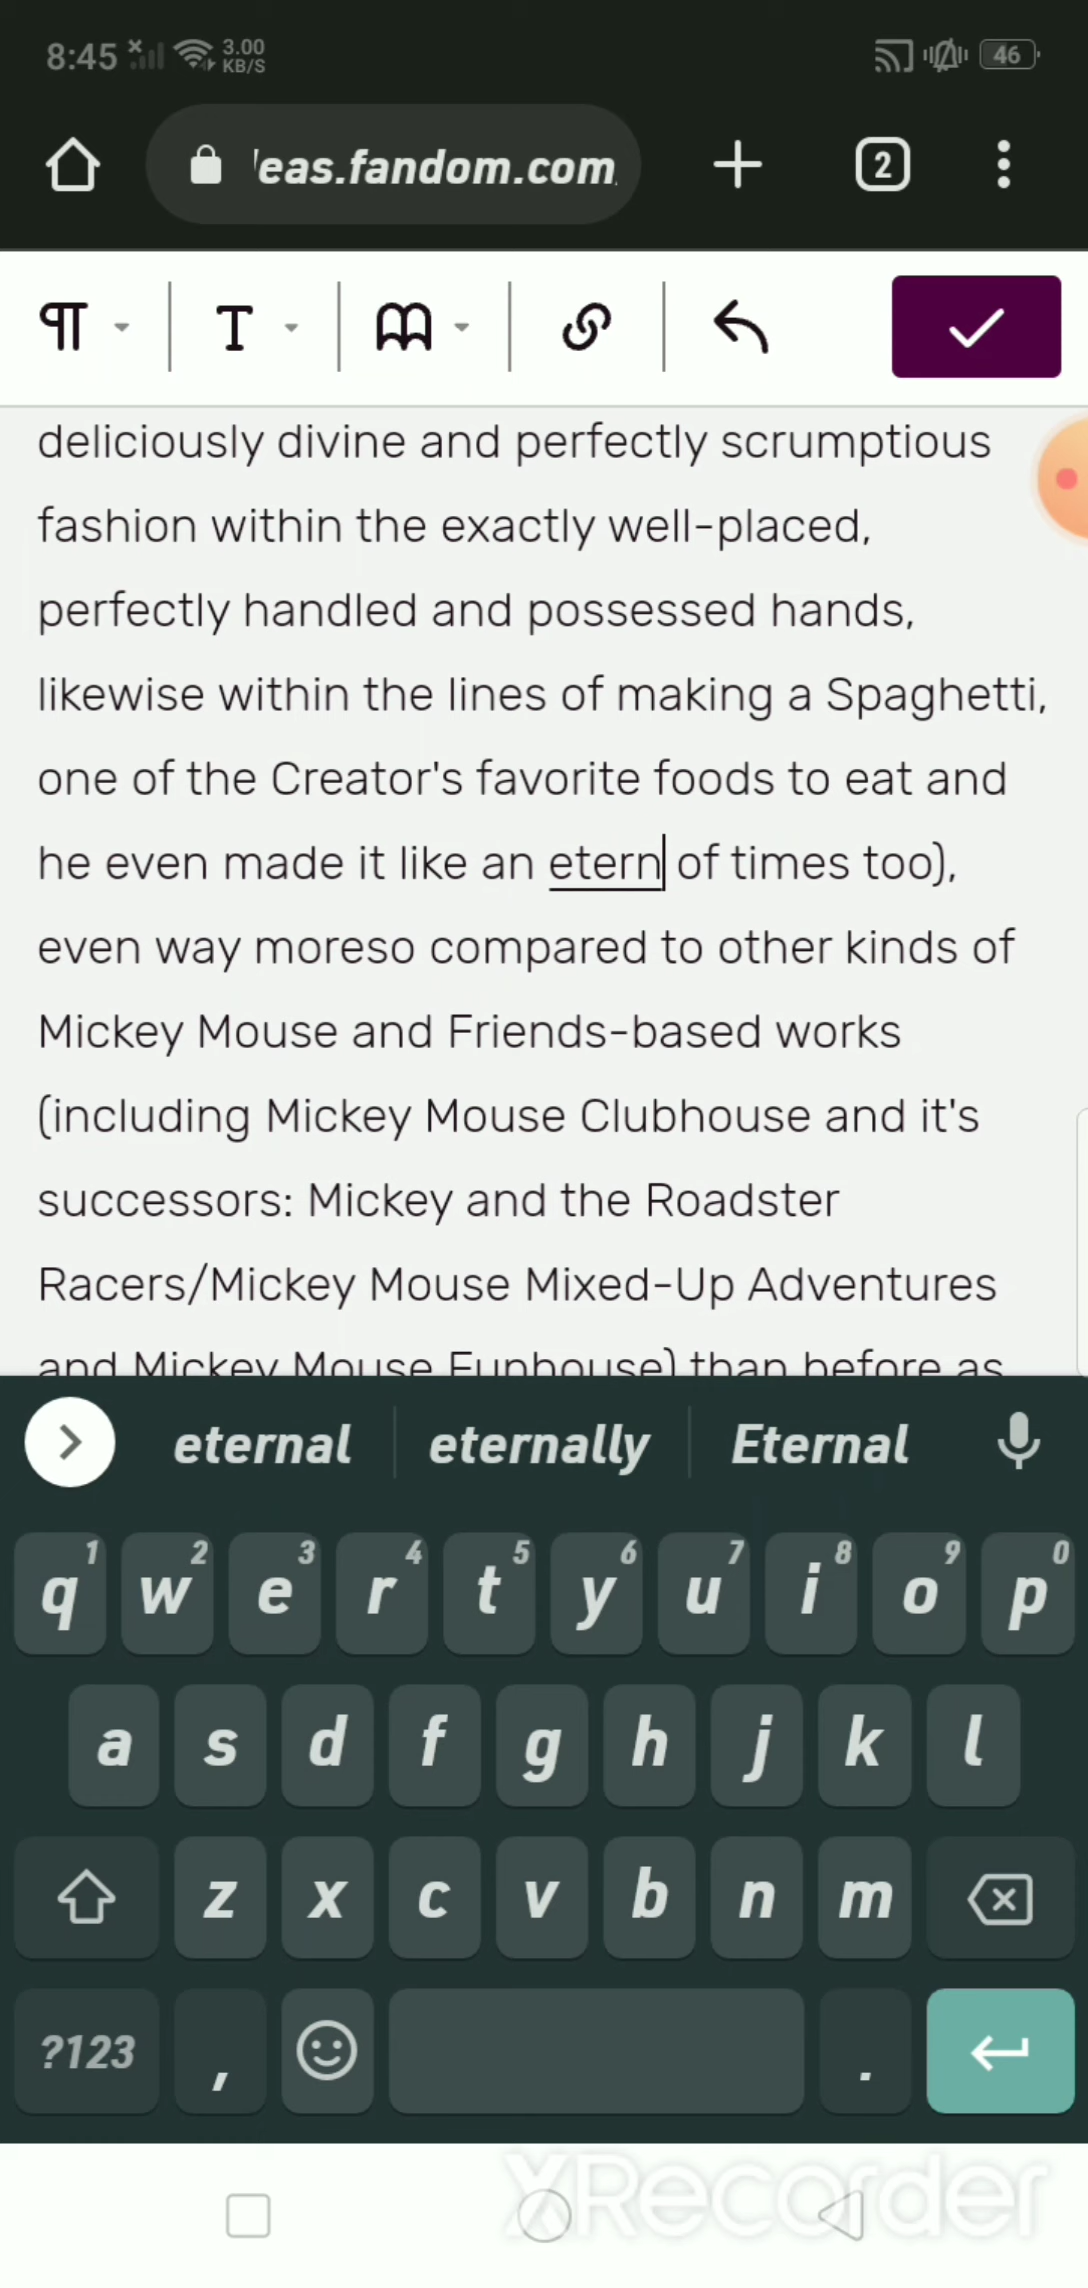 8:45 3.00 KB/S 46
eas.fandom.com 2
deliciously divine and perfectly scrumptious
fashion within the exactly well-placed,
perfectly handled and possessed hands,
likewise within the lines of making a Spaghetti,
one of the Creator's favorite foods to eat and
he even made it like an etern of times too),
even way moreso compared to other kinds of
Mickey Mouse and Friends-based works
(including Mickey Mouse Clubhouse and it's
successors: Mickey and the Roadster
Racers/Mickey Mouse Mixed-Up Adventures
and Mickey Mouse Funhouse) than before as
eternal eternally Eternal
1 2 3 4 5 6 7 8 9 0
q w e r t y u i o p
a s d f g h j k l
z x c v b n m
?123 , .
XRecorder